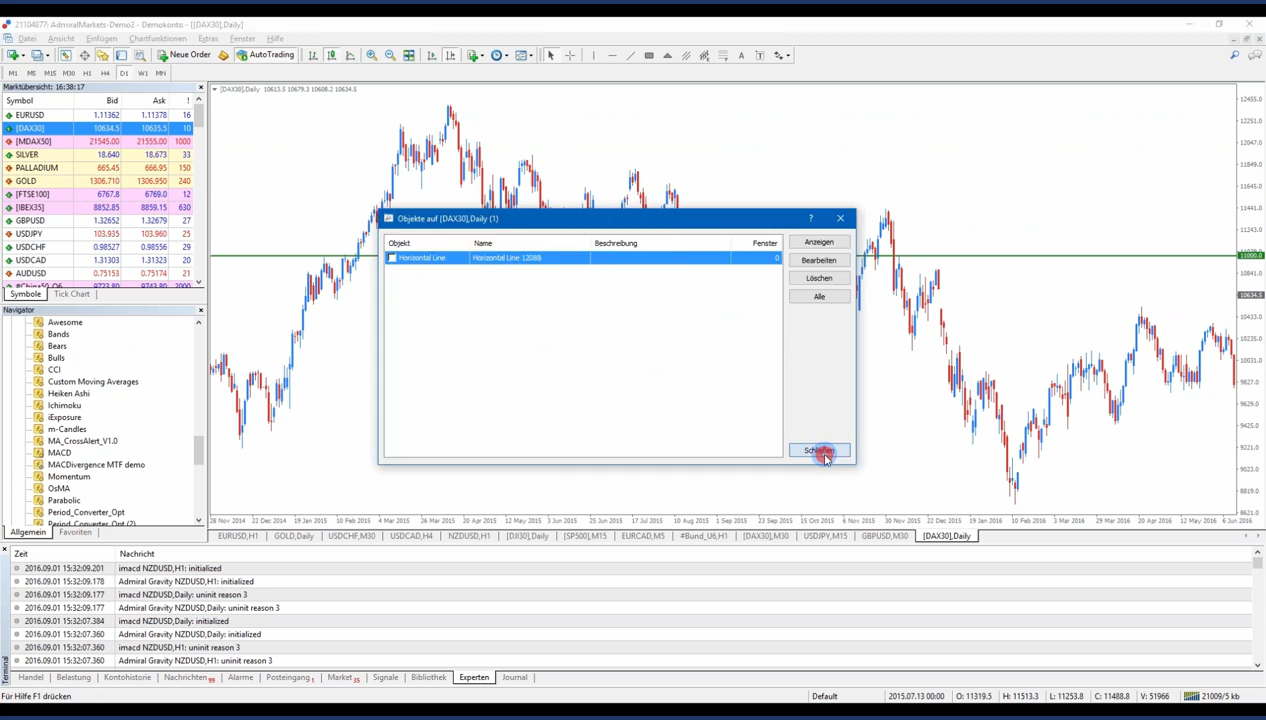 21104877: AdmiralMarkets-Demo2 - Demokonto - [[DAX30],Daily]
Datei Ansicht Einfügen Chartfunktionen Extras Fenster Hilfe
New Order AutoTrading
M1 M5 M15 M30 H1 H4 D1 W1 MN
Marktübersicht: 16:38:17
Symbol Bid Ask !
EURUSD 1.11362 1.11378 16
[DAX30] 10634.5 10635.5 10
[MDAX50] 21545.00 21555.00 1000
SILVER 18.640 18.673 33
PALLADIUM 665.45 666.95 150
GOLD 1306.710 1306.950 240
[FTSE100] 6767.8 6769.0 12
[IBEX35] 8852.85 8859.15 630
GBPUSD 1.32652 1.32679 27
USDJPY 103.935 103.960 25
USDCHF 0.98527 0.98556 29
USDCAD 1.31303 1.31323 20
AUDUSD 0.75153 0.75174 21
#China50_Q6 9723.80 9743.80 2000
Symbole Tick Chart
Navigator
Awesome
Bands
Bears
Bulls
CCI
Custom Moving Averages
Heiken Ashi
Ichimoku
iExposure
m-Candles
MA_CrossAlert_V1.0
MACD
MACDivergence MTF demo
Momentum
OsMA
Parabolic
Period_Converter_Opt
Period_Converter_Opt (2)
Allgemein Favoriten
[DAX30],Daily 10613.5 10679.3 10608.2 10634.5
12455.0
12251.0
12047.0
11849.0
11645.0
11441.0
11243.0
11000.0
10841.0
10634.5
10433.0
10235.0
10031.0
9827.0
9629.0
9425.0
9221.0
9023.0
8819.0
8621.0
Objekte auf [DAX30],Daily (1)
Objekt Name Beschreibung Fenster
Horizontal Line Horizontal Line 12088 0
Anzeigen
Bearbeiten
Löschen
Alle
Schließen
28 Nov 2014 22 Dec 2014 19 Jan 2015 10 Feb 2015 4 Mar 2015 26 Mar 2015 20 Apr 2015 12 May 2015 3 Jun 2015 25 Jun 2015 17 Jul 2015 10 Aug 2015 1 Sep 2015 23 Sep 2015 15 Oct 2015 6 Nov 2015 30 Nov 2015 22 Dec 2015 19 Jan 2016 10 Feb 2016 3 Mar 2016 29 Mar 2016 20 Apr 2016 12 May 2016 6 Jun 2016
EURUSD,H1 GOLD,Daily USDCHF,M30 USDCAD,H4 NZDUSD,H1 [DJI30],Daily [SP500],M15 EURCAD,M5 #Bund_U6,H1 [DAX30],M30 USDJPY,M15 GBPUSD,M30 [DAX30],Daily
Zeit Nachricht
2016.09.01 15:32:09.201 imacd NZDUSD,H1: initialized
2016.09.01 15:32:09.178 Admiral Gravity NZDUSD,H1: initialized
2016.09.01 15:32:09.177 imacd NZDUSD,Daily: uninit reason 3
2016.09.01 15:32:09.177 Admiral Gravity NZDUSD,Daily: uninit reason 3
2016.09.01 15:32:07.384 imacd NZDUSD,Daily: initialized
2016.09.01 15:32:07.360 Admiral Gravity NZDUSD,Daily: initialized
2016.09.01 15:32:07.360 imacd NZDUSD,H1: uninit reason 3
2016.09.01 15:32:07.360 Admiral Gravity NZDUSD,H1: uninit reason 3
Terminal
Handel Belastung Kontohistorie Nachrichten 99 Alarme Posteingang 1 Market 35 Signale Bibliothek Experten Journal
Für Hilfe F1 drücken Default 2015.07.13 00:00 O: 11319.5 H: 11513.3 L: 11253.8 C: 11488.8 V: 51966 21009/5 kb